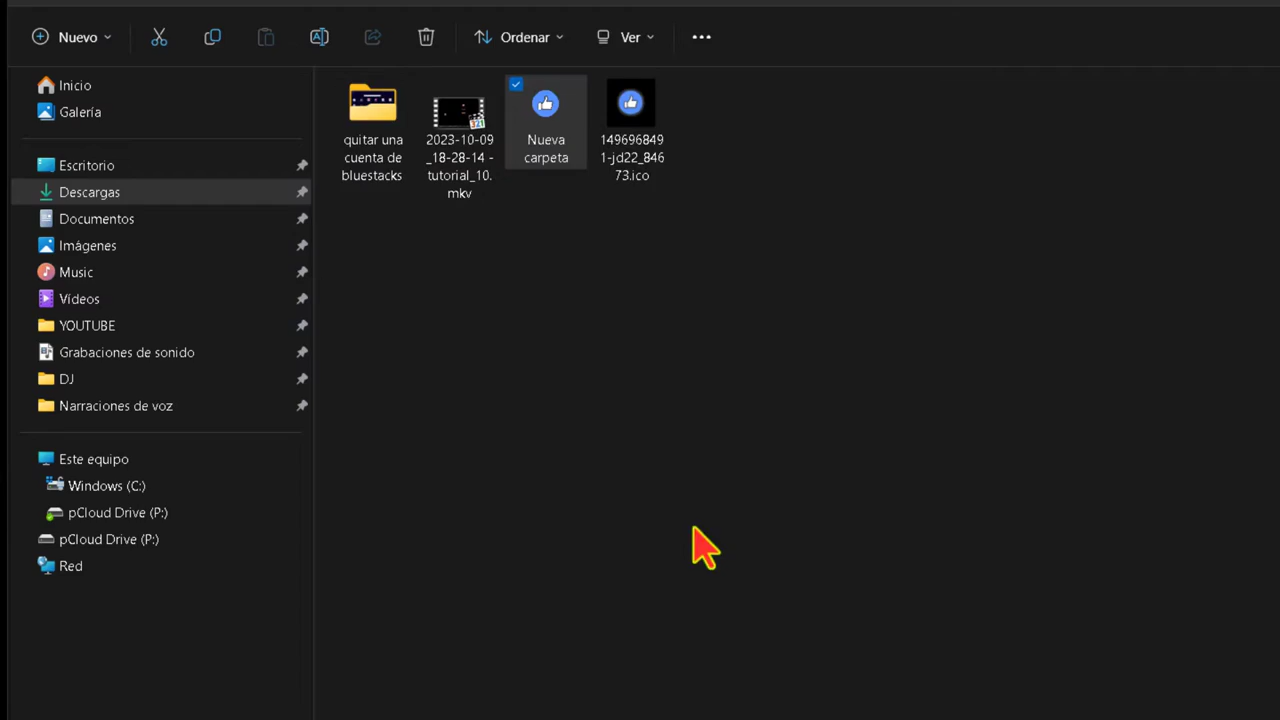 Nuevo
Ordenar
Ver
Inicio
Galería
Escritorio
Descargas
Documentos
Imágenes
Music
Vídeos
YOUTUBE
Grabaciones de sonido
DJ
Narraciones de voz
Este equipo
Windows (C:)
pCloud Drive (P:)
pCloud Drive (P:)
Red
quitar una
cuenta de
bluestacks
321
2023-10-09
_18-28-14 -
tutorial_10.
mkv
Nueva
carpeta
149696849
1-jd22_846
73.ico